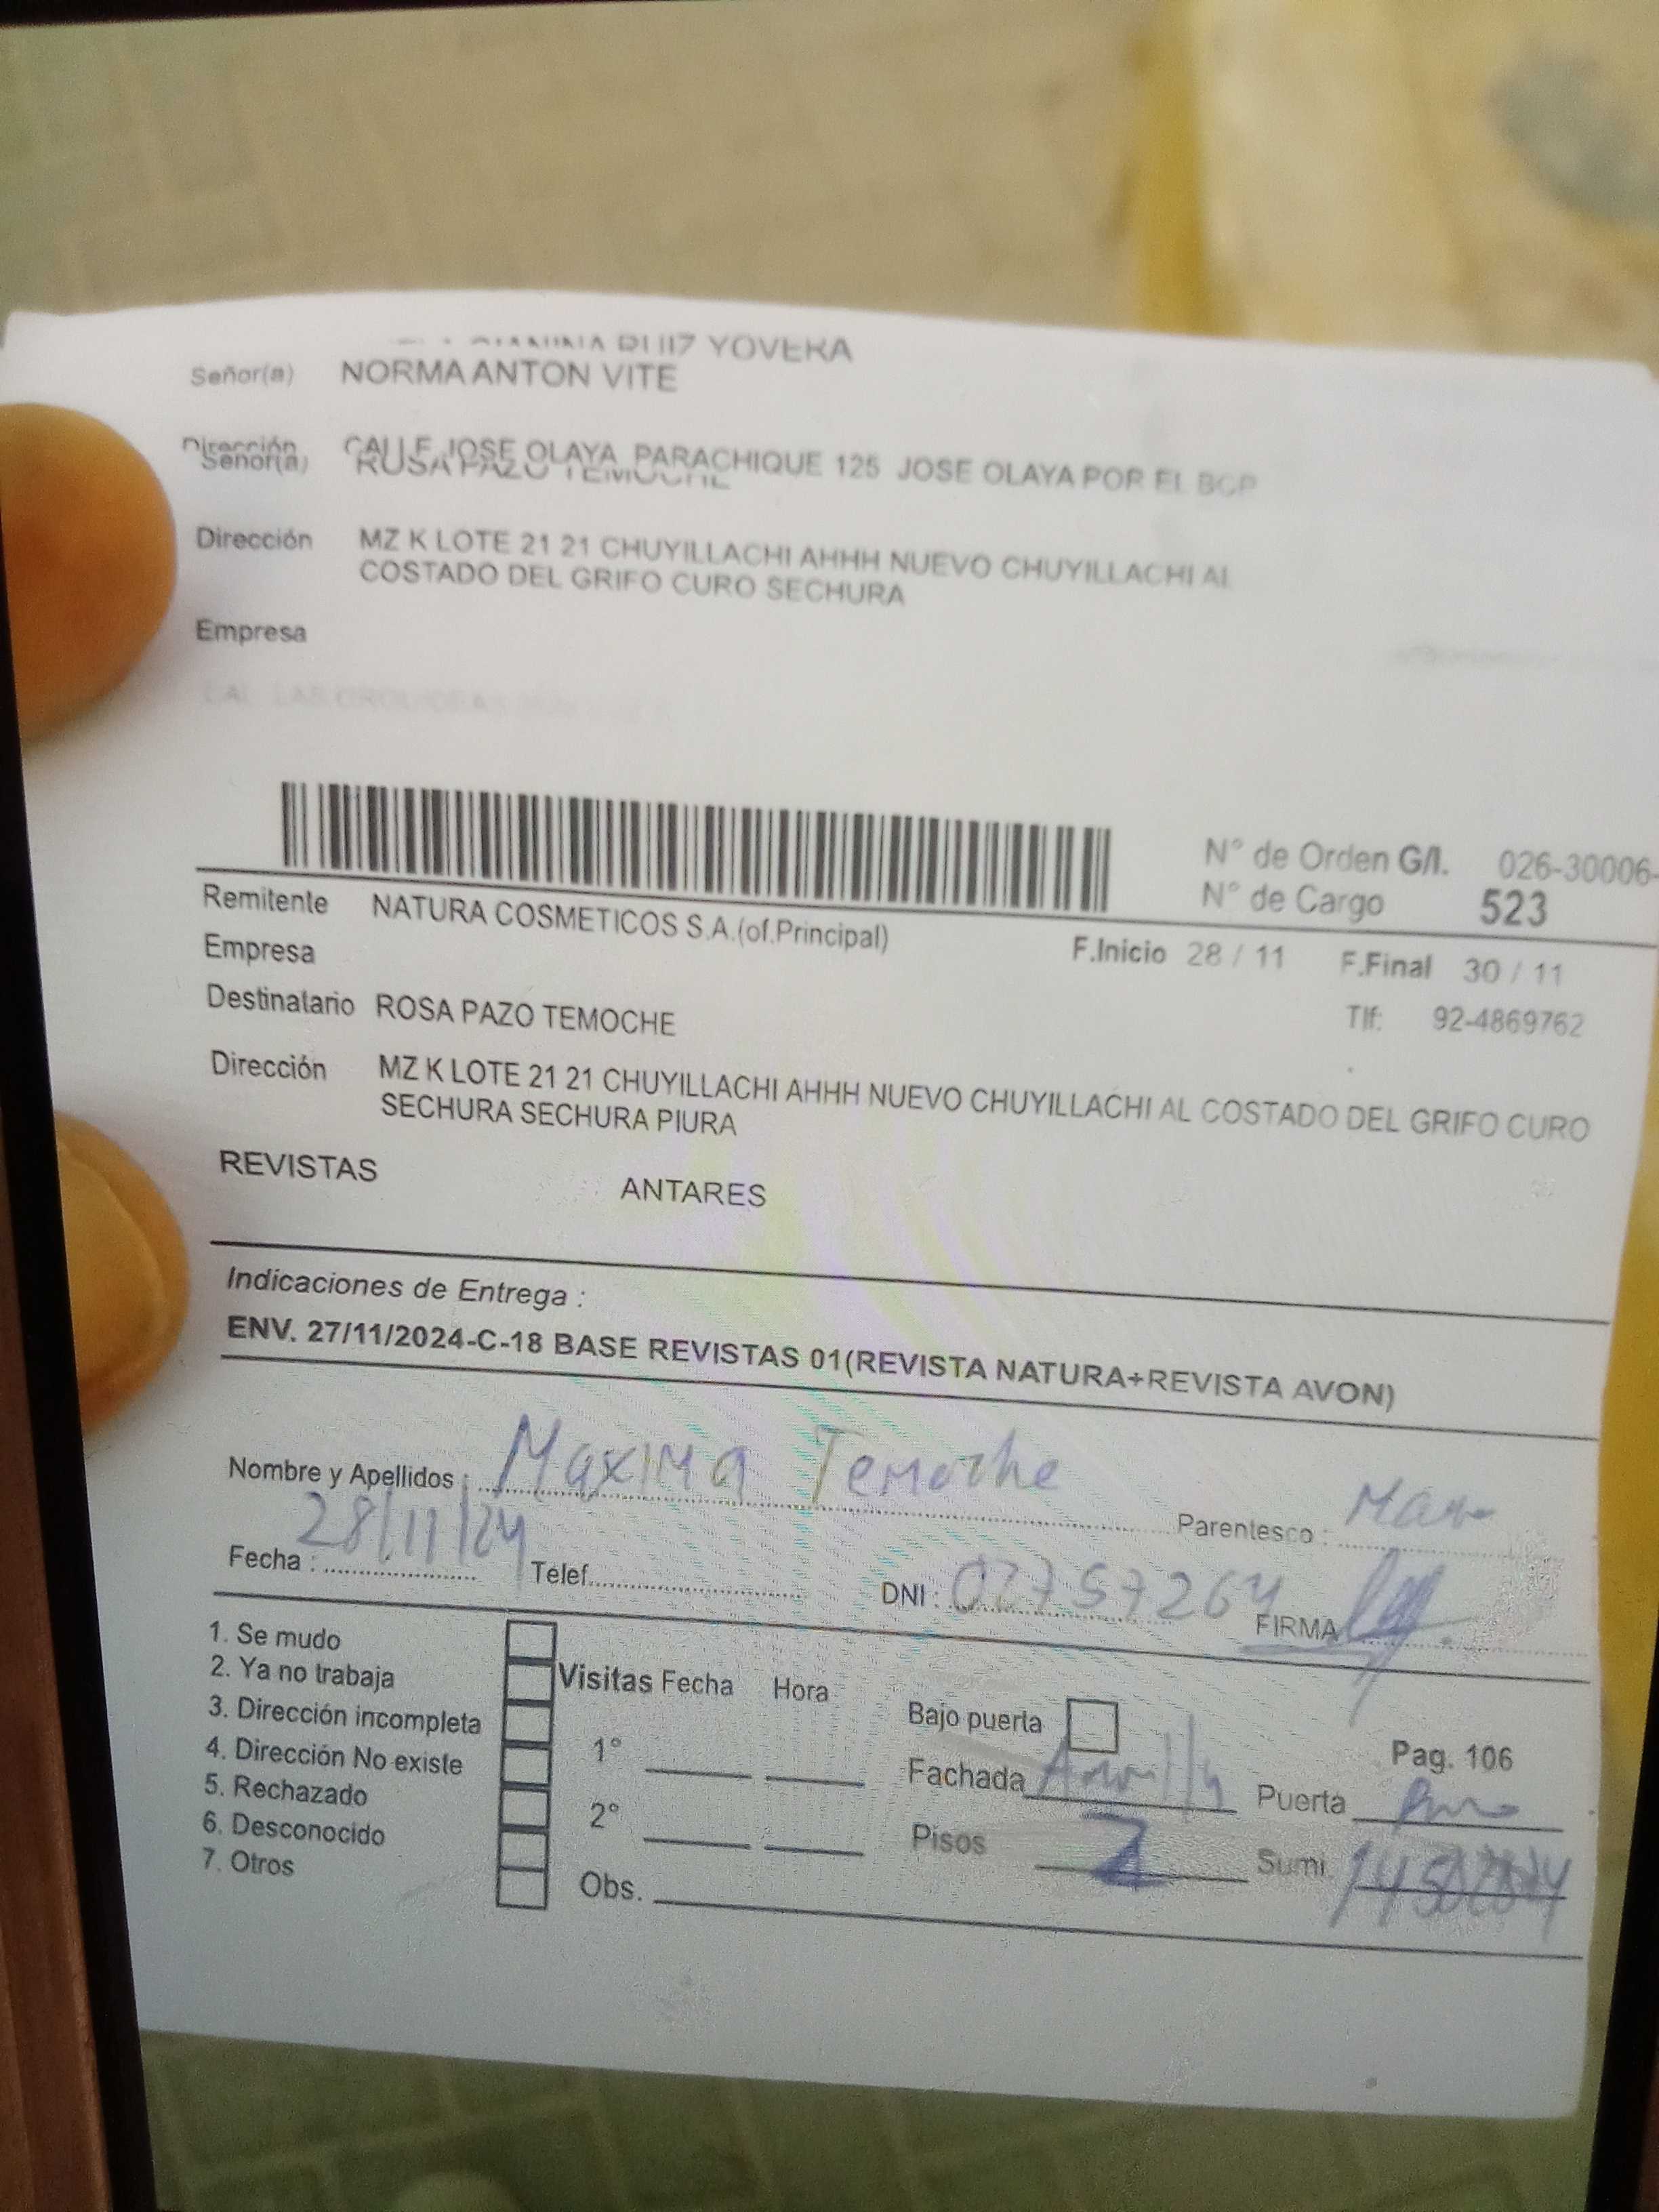 RUIZ YOVERA
Señor(a) NORMA ANTON VITE
Dirección CALLE JOSE OLAYA PARACHIQUE 125 JOSE OLAYA POR EL BCP
Señor(a) ROSA PAZO TEMOCHE
Dirección MZ K LOTE 21 21 CHUYILLACHI AHHH NUEVO CHUYILLACHI AL
COSTADO DEL GRIFO CURO SECHURA
Empresa
N° de Orden G/I. 026-30006-
N° de Cargo 523
Remitente NATURA COSMETICOS S.A.(of.Principal)
Empresa F.Inicio 28 / 11 F.Final 30 / 11
Destinatario ROSA PAZO TEMOCHE Tlf: 92-4869762
Dirección MZ K LOTE 21 21 CHUYILLACHI AHHH NUEVO CHUYILLACHI AL COSTADO DEL GRIFO CURO
SECHURA SECHURA PIURA
REVISTAS ANTARES
Indicaciones de Entrega :
ENV. 27/11/2024-C-18 BASE REVISTAS 01(REVISTA NATURA+REVISTA AVON)
Nombre y Apellidos : Maxima Temoche Parentesco :
Fecha : 28/11/24 Telef. DNI : 02757264 FIRMA
1. Se mudo
2. Ya no trabaja Visitas Fecha Hora
3. Dirección incompleta Bajo puerta Pag. 106
4. Dirección No existe 1° Fachada Puerta
5. Rechazado
6. Desconocido 2° Pisos 2 Sumi.
7. Otros Obs.